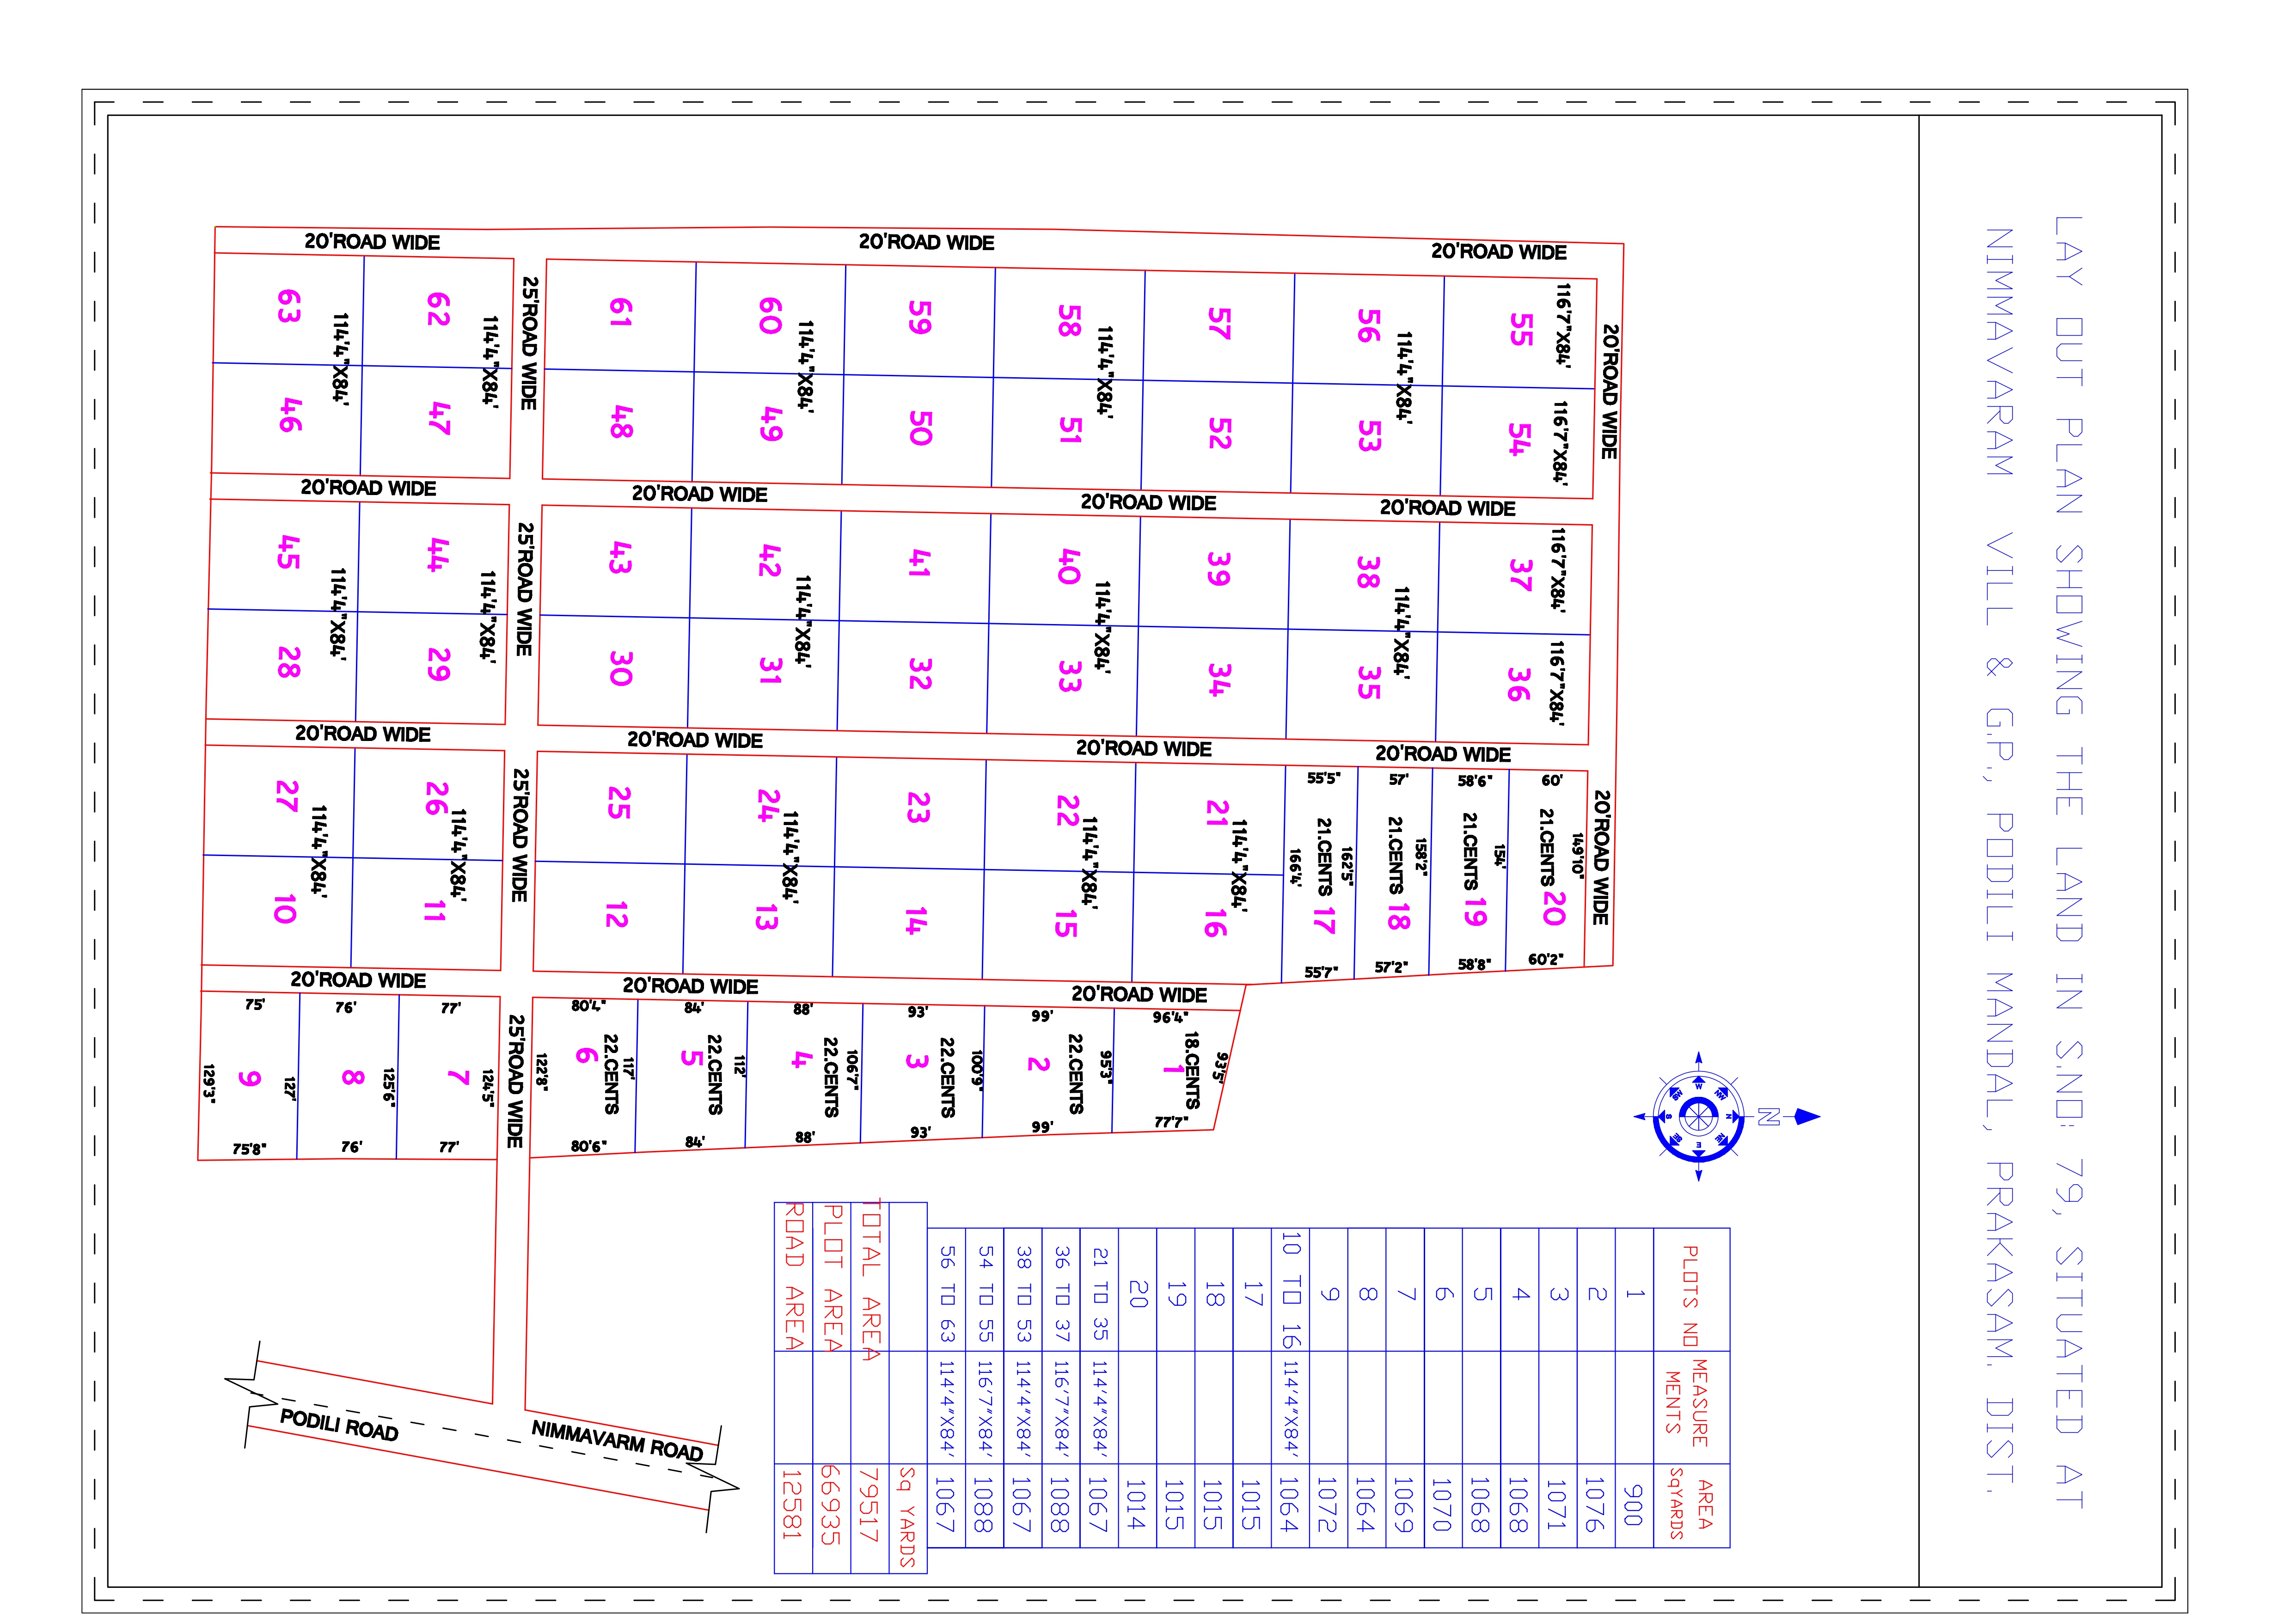 LAY OUT PLAN SHOWING THE LAND IN S.NO: 79, SITUATED AT
NIMMAVARAM VILL & G.P., PODILI MANDAL, PRAKASAM. DIST.
N
N
NE
E
SE
S
SW
W
NW
PLOTS NO MEASURE MENTS AREA SqYARDS
1 900
2 1076
3 1071
4 1068
5 1068
6 1070
7 1069
8 1064
9 1072
10 TO 16 114'4"X84' 1064
17 1015
18 1015
19 1015
20 1014
21 TO 35 114'4"X84' 1067
36 TO 37 116'7"X84' 1088
38 TO 53 114'4"X84' 1067
54 TO 55 116'7"X84' 1088
56 TO 63 114'4"X84' 1067
Sq YARDS
TOTAL AREA 79517
PLOT AREA 66935
ROAD AREA 12581
20'ROAD WIDE 20'ROAD WIDE
116'7"X84' 116'7"X84' 116'7"X84' 116'7"X84'
55 54 37 36
149'10"
60' 21.CENTS 20 60'2"
154'
58'6" 21.CENTS 19 58'8"
20'ROAD WIDE 20'ROAD WIDE 20'ROAD WIDE
114'4"X84' 114'4"X84'
56 53 38 35
158'2"
57' 21.CENTS 18 57'2"
162'5"
55'5" 21.CENTS 17 55'7"
166'4'
114'4"X84'
57 52 39 34 21 16
20'ROAD WIDE 20'ROAD WIDE 20'ROAD WIDE
93'5'
18.CENTS
96'4" 1 77'7"
114'4"X84' 114'4"X84' 114'4"X84'
58 51 40 33 22 15
95'3"
22.CENTS
99' 2 99'
20'ROAD WIDE
59 50 41 32 23 14
100'9"
22.CENTS
93' 3 93'
114'4"X84' 114'4"X84' 114'4"X84'
60 49 42 31 24 13
106'7"
22.CENTS
88' 4 88'
20'ROAD WIDE 20'ROAD WIDE 20'ROAD WIDE
112'
22.CENTS
84' 5 84'
61 48 43 30 25 12
117'
22.CENTS
80'4" 6 80'6"
122'8"
25'ROAD WIDE 25'ROAD WIDE 25'ROAD WIDE 25'ROAD WIDE
114'4"X84' 114'4"X84' 114'4"X84'
62 47 44 29 26 11
124'5"
77' 7 77'
20'ROAD WIDE 20'ROAD WIDE 20'ROAD WIDE 20'ROAD WIDE
125'6"
76' 8 76'
114'4"X84' 114'4"X84' 114'4"X84'
63 46 45 28 27 10
127'
75' 9 75'8"
129'3"
NIMMAVARM ROAD
PODILI ROAD